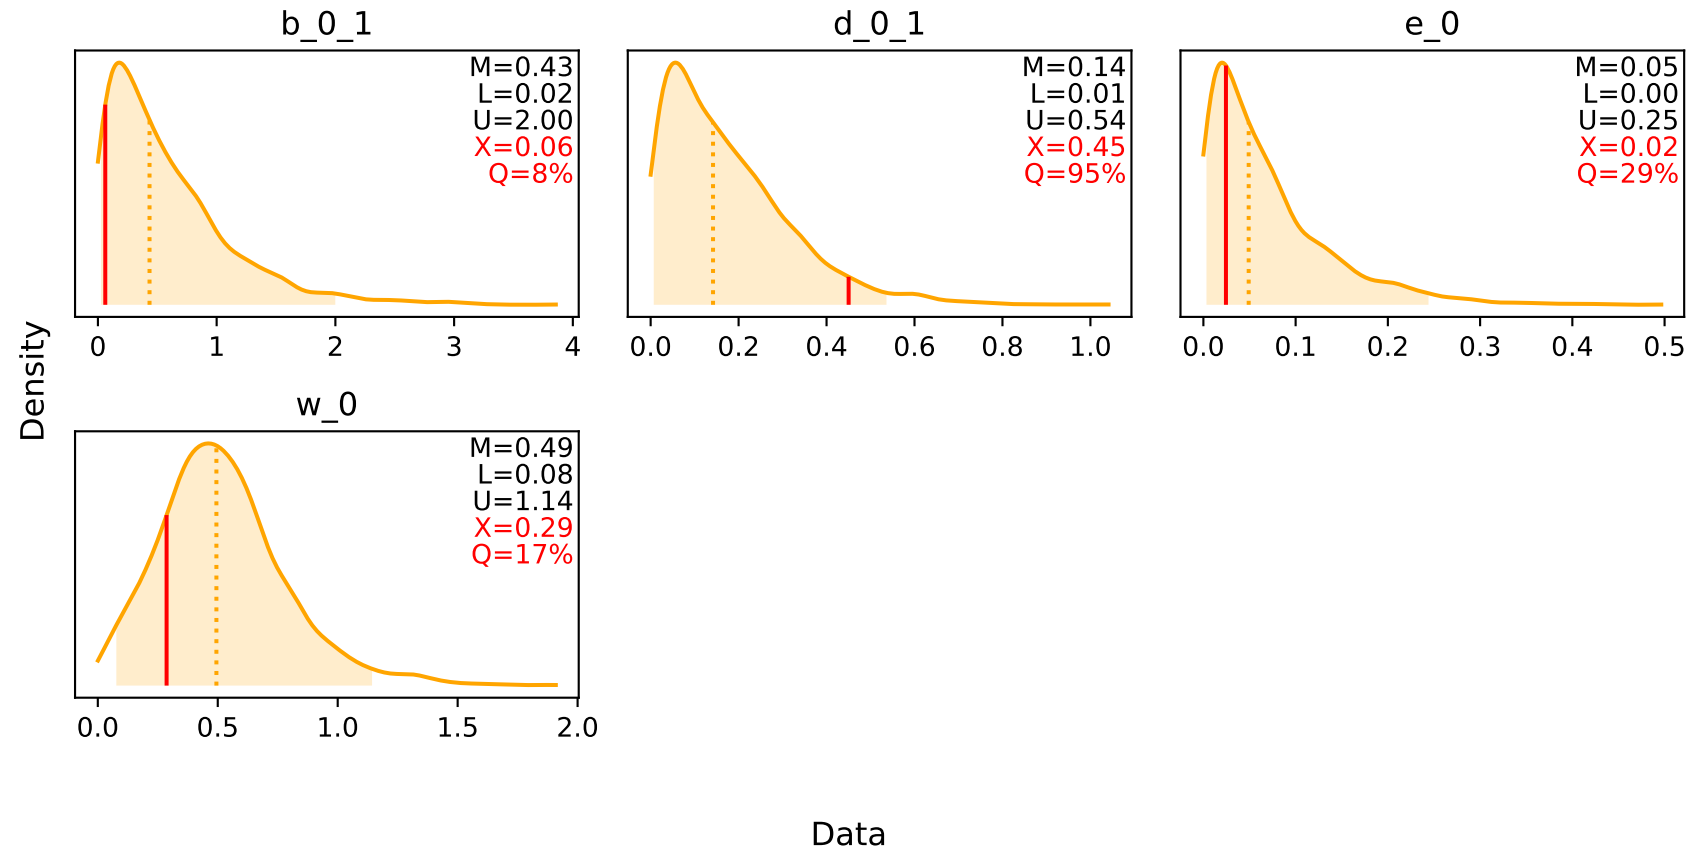 b_0_1
M=0.43
L=0.02
U=2.00
X=0.06
Q=8%
0 1 2 3 4
d_0_1
M=0.14
L=0.01
U=0.54
X=0.45
Q=95%
0.0 0.2 0.4 0.6 0.8 1.0
e_0
M=0.05
L=0.00
U=0.25
X=0.02
Q=29%
0.0 0.1 0.2 0.3 0.4 0.5
Density
w_0
M=0.49
L=0.08
U=1.14
X=0.29
Q=17%
0.0 0.5 1.0 1.5 2.0
Data